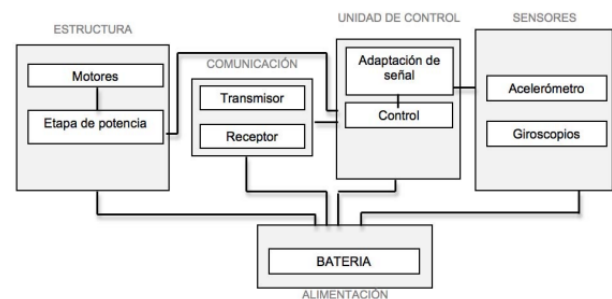 ESTRUCTURA
Motores
Etapa de potencia
COMUNICACIÓN
Transmisor
Receptor
UNIDAD DE CONTROL
Adaptación de
señal
Control
SENSORES
Acelerómetro
Giroscopios
BATERIA
ALIMENTACIÓN